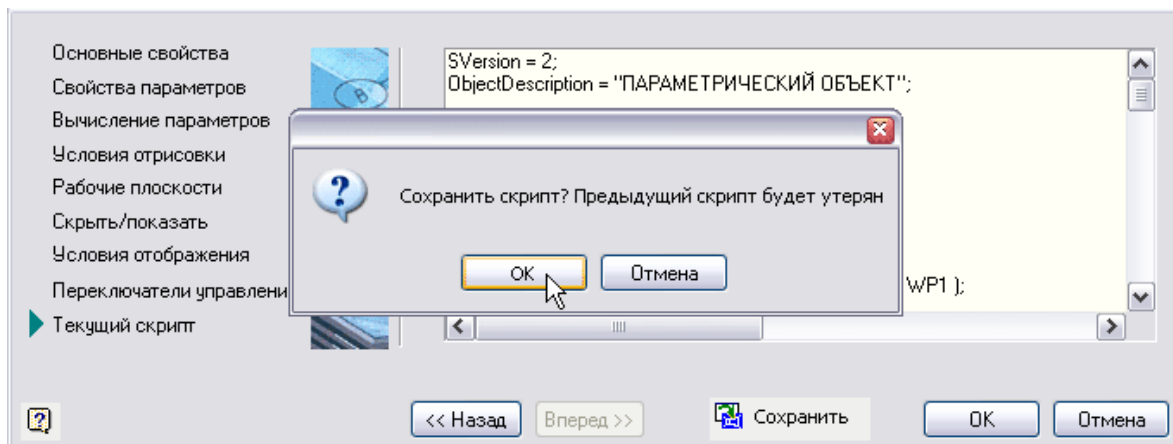 Основные свойства
Свойства параметров
Вычисление параметров
Условия отрисовки
Рабочие плоскости
Скрыть/показать
Условия отображения
Переключатели управлени
Текущий скрипт
SVersion = 2;
ObjectDescription = "ПАРАМЕТРИЧЕСКИЙ ОБЪЕКТ";
Сохранить скрипт? Предыдущий скрипт будет утерян
OK Отмена
WP1 );
<< Назад Вперед >> Сохранить OK Отмена